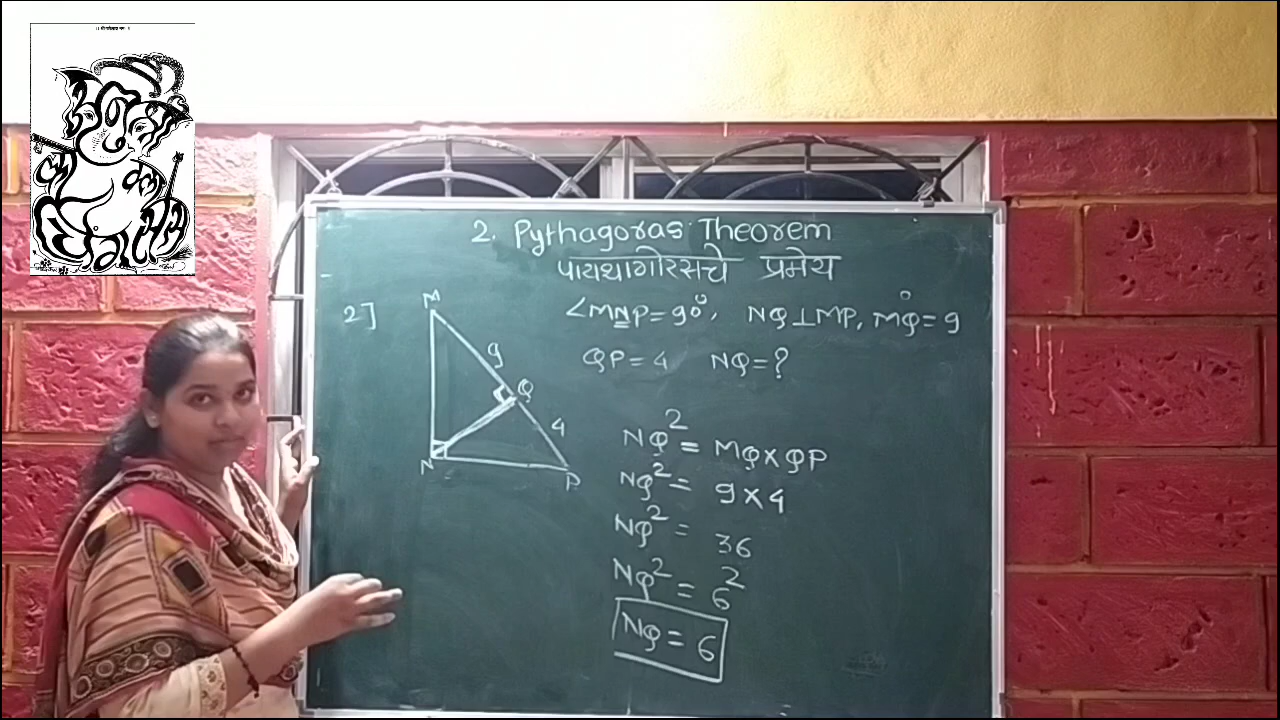 2. Pythagoras Theorem
पायथागोरसचे प्रमेय
2] ∠MNP=90°, NQ⊥MP, MQ=9
QP=4 NQ=?
M
9
Q
4
N
P
NQ²= MQ×QP
NQ²= 9×4
NQ²= 36
NQ²= 6²
NQ=6